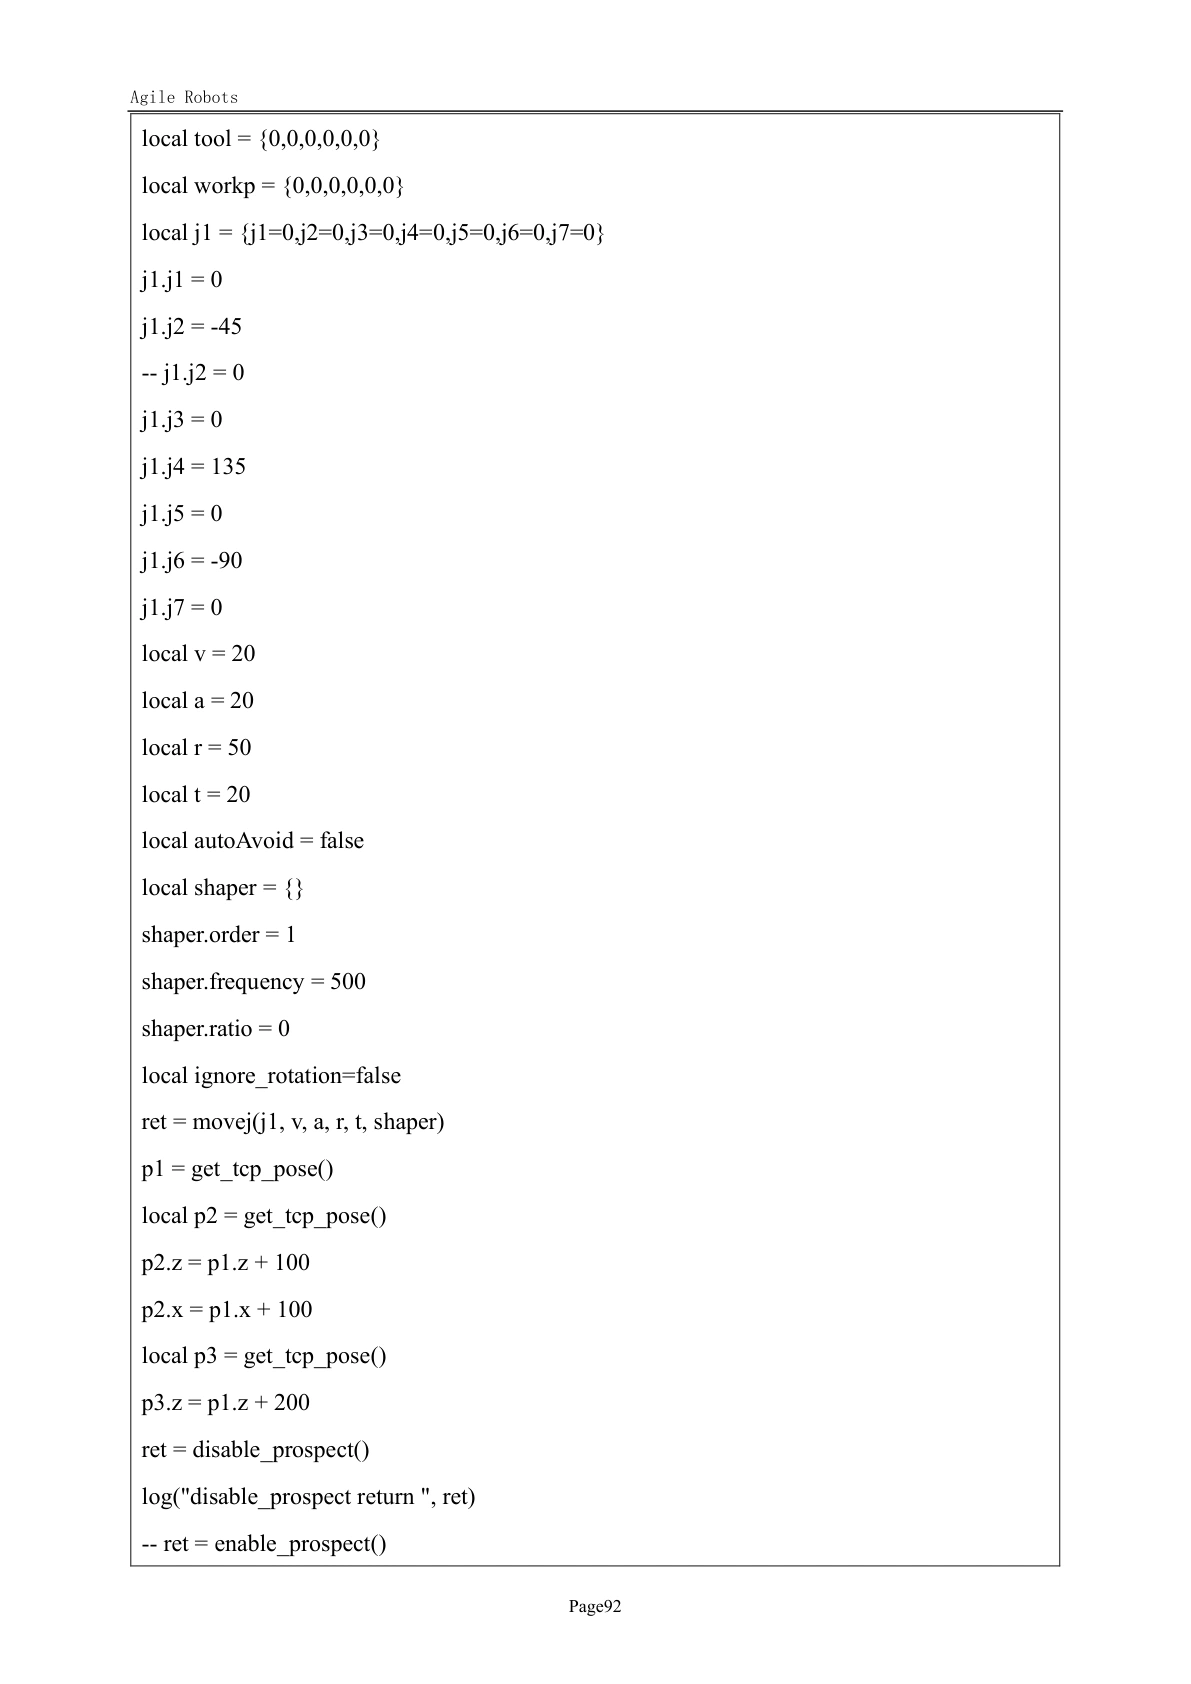 Agile Robots
local tool = {0,0,0,0,0,0}
local workp = {0,0,0,0,0,0}
local j1 = {j1=0,j2=0,j3=0,j4=0,j5=0,j6=0,j7=0}
j1.j1 = 0
j1.j2 = -45
-- j1.j2 = 0
j1.j3 = 0
j1.j4 = 135
j1.j5 = 0
j1.j6 = -90
j1.j7 = 0
local v = 20
local a = 20
local r = 50
local t = 20
local autoAvoid = false
local shaper = {}
shaper.order = 1
shaper.frequency = 500
shaper.ratio = 0
local ignore_rotation=false
ret = movej(j1, v, a, r, t, shaper)
p1 = get_tcp_pose()
local p2 = get_tcp_pose()
p2.z = p1.z + 100
p2.x = p1.x + 100
local p3 = get_tcp_pose()
p3.z = p1.z + 200
ret = disable_prospect()
log("disable_prospect return ", ret)
-- ret = enable_prospect()
Page92